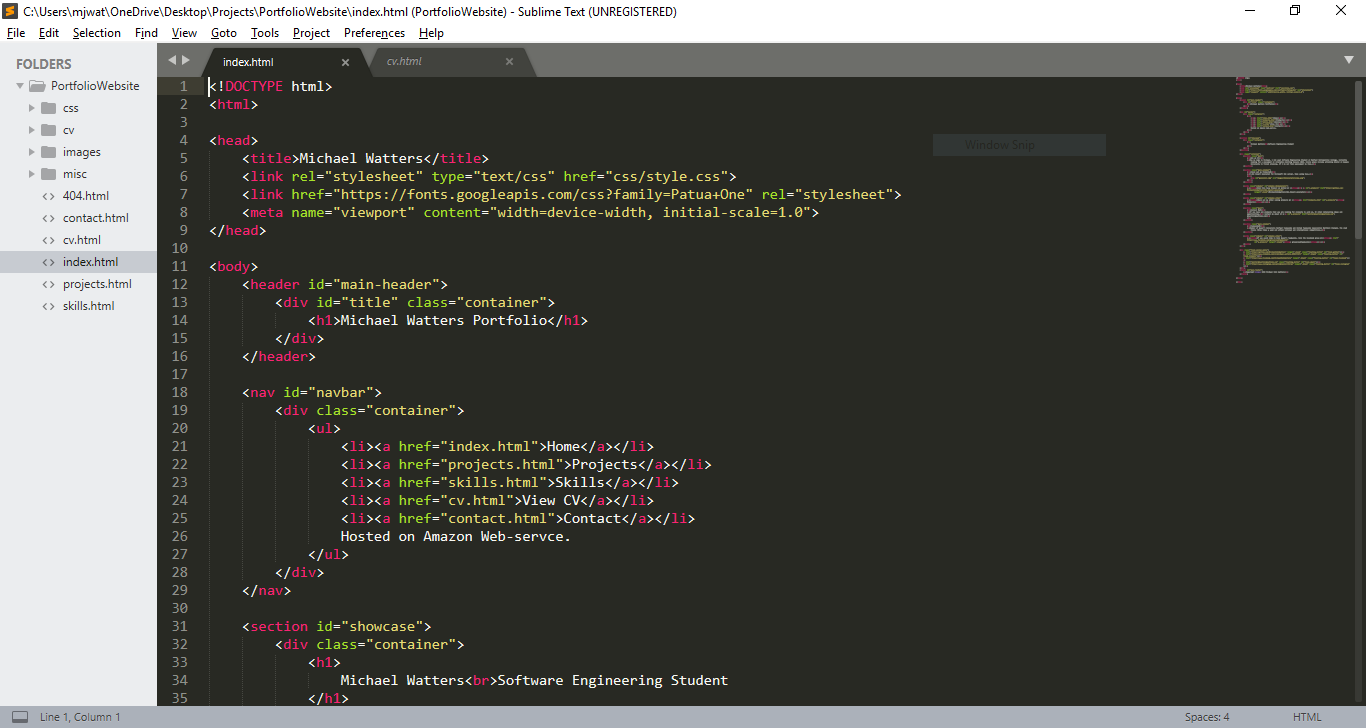 C:\Users\mjwat\OneDrive\Desktop\Projects\PortfolioWebsite\index.html (PortfolioWebsite) - Sublime Text (UNREGISTERED)
File Edit Selection Find View Goto Tools Project Preferences Help
FOLDERS
PortfolioWebsite
css
cv
images
misc
404.html
contact.html
cv.html
index.html
projects.html
skills.html
index.html cv.html
Window Snip
1 <!DOCTYPE html>
2 <html>
3
4 <head>
5     <title>Michael Watters</title>
6     <link rel="stylesheet" type="text/css" href="css/style.css">
7     <link href="https://fonts.googleapis.com/css?family=Patua+One" rel="stylesheet">
8     <meta name="viewport" content="width=device-width, initial-scale=1.0">
9 </head>
10
11 <body>
12     <header id="main-header">
13         <div id="title" class="container">
14             <h1>Michael Watters Portfolio</h1>
15         </div>
16     </header>
17
18     <nav id="navbar">
19         <div class="container">
20             <ul>
21                 <li><a href="index.html">Home</a></li>
22                 <li><a href="projects.html">Projects</a></li>
23                 <li><a href="skills.html">Skills</a></li>
24                 <li><a href="cv.html">View CV</a></li>
25                 <li><a href="contact.html">Contact</a></li>
26                 Hosted on Amazon Web-servce.
27             </ul>
28         </div>
29     </nav>
30
31     <section id="showcase">
32         <div class="container">
33             <h1>
34                 Michael Watters<br>Software Engineering Student
35             </h1>
Line 1, Column 1 Spaces: 4 HTML